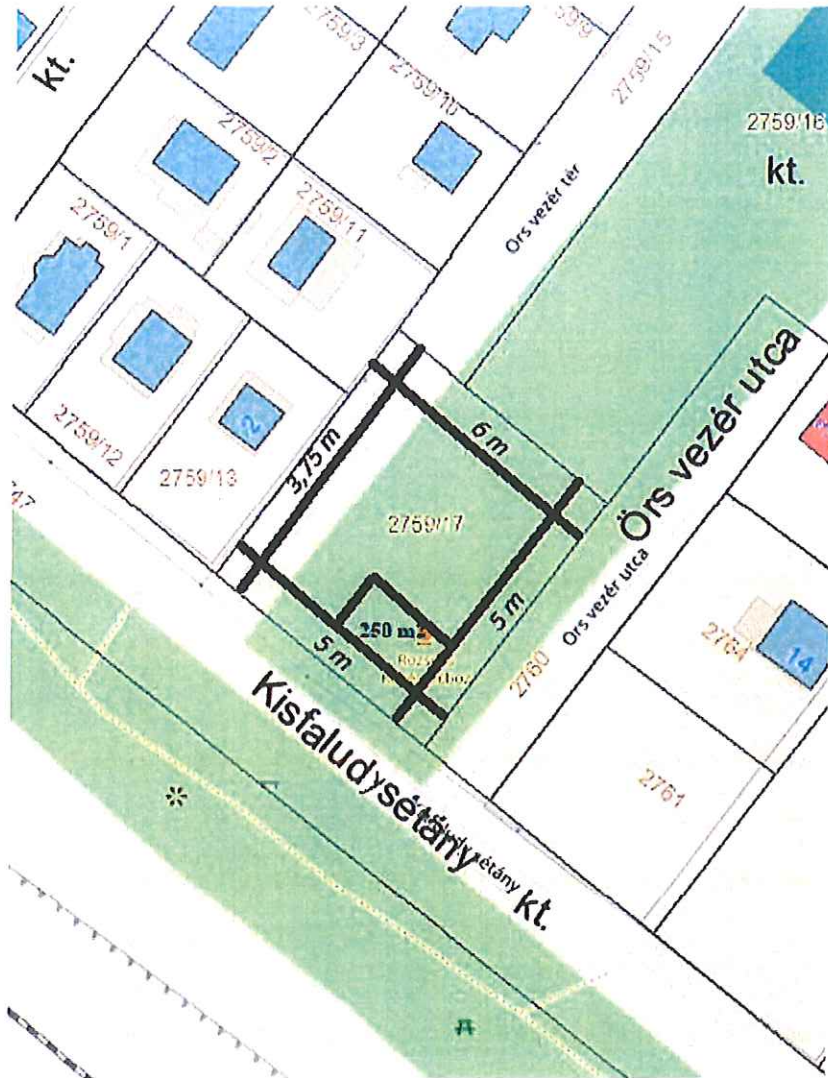 kt.
2759/3
2759/9
2759/15
2759/10
2759/16
kt.
2759/2
2759/11
2759/1
Örs vezér tér
Örs vezér utca
2759/12
2759/13
2
3,75 m
6 m
2759/17
5 m
Örs vezér utca
2760
2764
14
250 m2
5 m
2761
Kisfaludysétány kt.
sétány